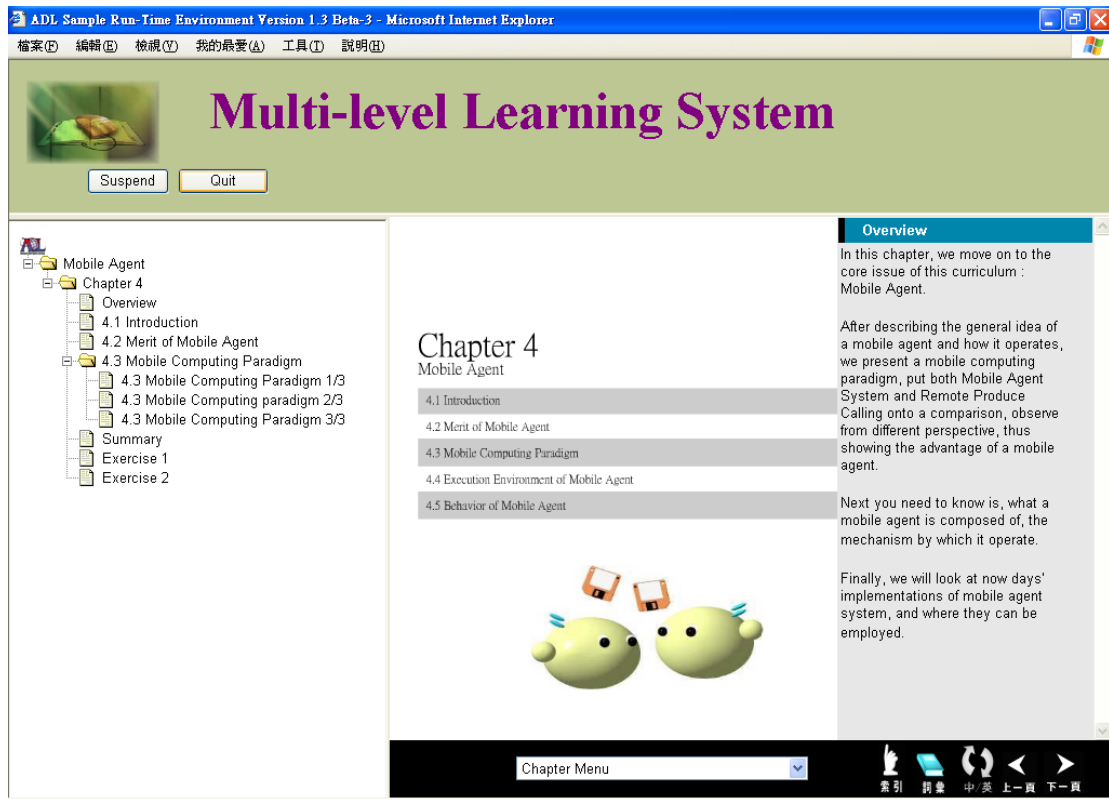 ADL Sample Run-Time Environment Version 1.3 Beta-3 - Microsoft Internet Explorer
檔案(F) 編輯(E) 檢視(V) 我的最愛(A) 工具(T) 說明(H)
Multi-level Learning System
Suspend Quit
ADL
Mobile Agent
Chapter 4
Overview
4.1 Introduction
4.2 Merit of Mobile Agent
4.3 Mobile Computing Paradigm
4.3 Mobile Computing Paradigm 1/3
4.3 Mobile Computing paradigm 2/3
4.3 Mobile Computing Paradigm 3/3
Summary
Exercise 1
Exercise 2
Chapter 4
Mobile Agent
4.1 Introduction
4.2 Merit of Mobile Agent
4.3 Mobile Computing Paradigm
4.4 Execution Environment of Mobile Agent
4.5 Behavior of Mobile Agent
Overview
In this chapter, we move on to the
core issue of this curriculum :
Mobile Agent.
After describing the general idea of
a mobile agent and how it operates,
we present a mobile computing
paradigm, put both Mobile Agent
System and Remote Produce
Calling onto a comparison, observe
from different perspective, thus
showing the advantage of a mobile
agent.
Next you need to know is, what a
mobile agent is composed of, the
mechanism by which it operate.
Finally, we will look at now days'
implementations of mobile agent
system, and where they can be
employed.
Chapter Menu
索引 詞彙 中/英 上一頁 下一頁